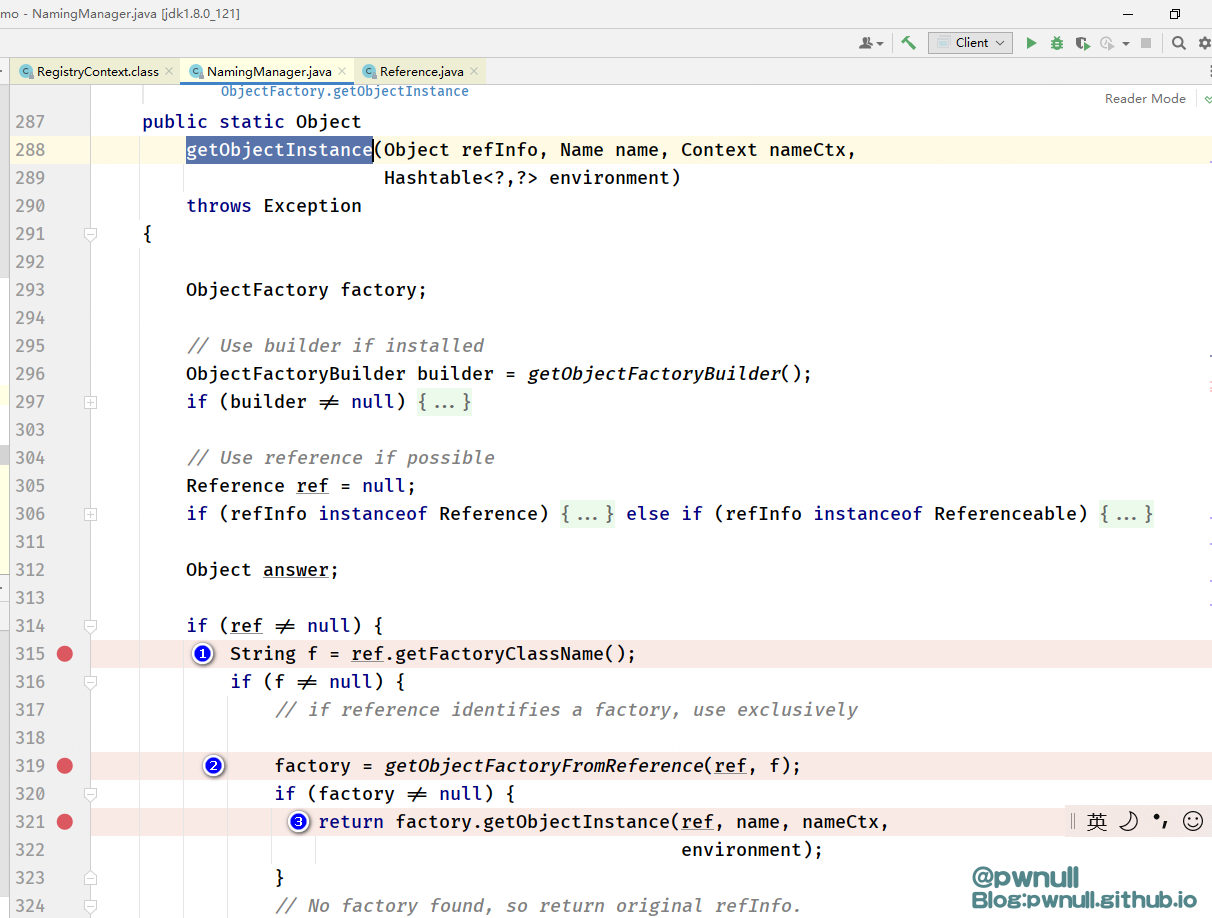 mo - NamingManager.java [jdk1.8.0_121]
Client
RegistryContext.class NamingManager.java Reference.java
ObjectFactory.getObjectInstance
Reader Mode
287 public static Object
288 getObjectInstance(Object refInfo, Name name, Context nameCtx,
289 Hashtable<?,?> environment)
290 throws Exception
291 {
292
293 ObjectFactory factory;
294
295 // Use builder if installed
296 ObjectFactoryBuilder builder = getObjectFactoryBuilder();
297 if (builder ≠ null) {...}
303
304 // Use reference if possible
305 Reference ref = null;
306 if (refInfo instanceof Reference) {...} else if (refInfo instanceof Referenceable) {...}
311
312 Object answer;
313
314 if (ref ≠ null) {
315 1 String f = ref.getFactoryClassName();
316 if (f ≠ null) {
317 // if reference identifies a factory, use exclusively
318
319 2 factory = getObjectFactoryFromReference(ref, f);
320 if (factory ≠ null) {
321 3 return factory.getObjectInstance(ref, name, nameCtx,
英
322 environment);
323 }
324 // No factory found, so return original refInfo.
@pwnull
Blog:pwnull.github.io